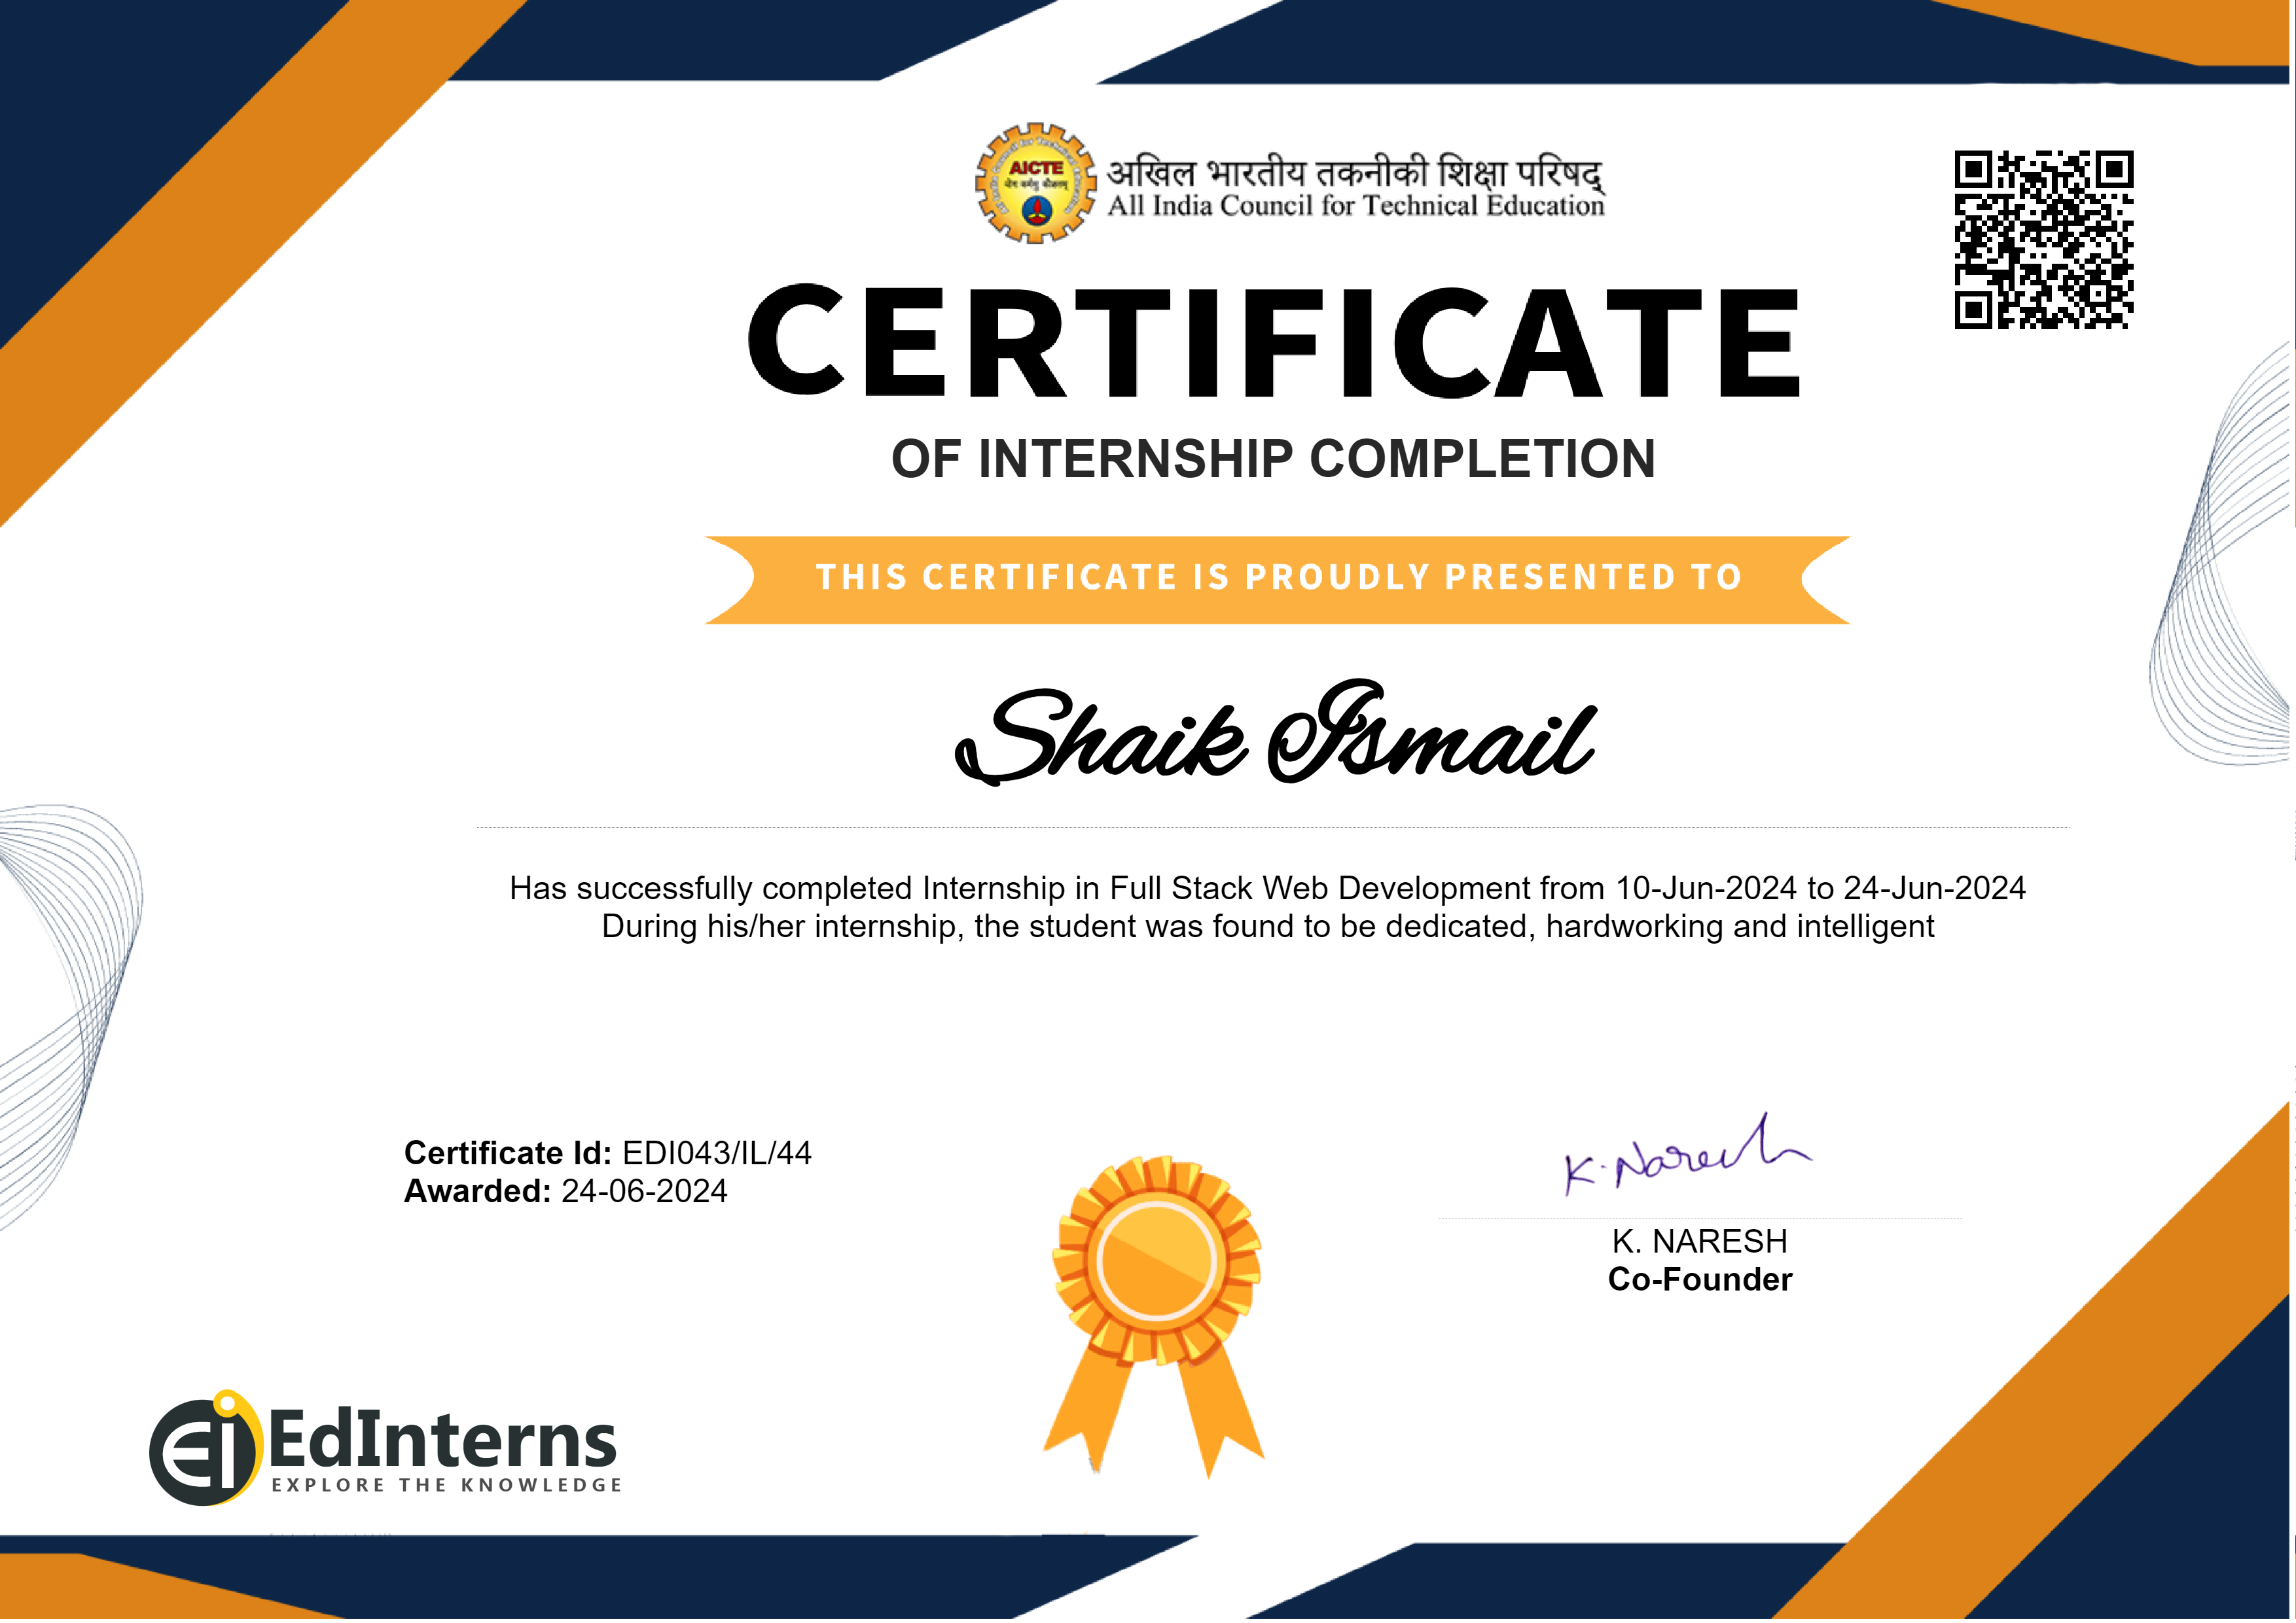 AICTE
अखिल भारतीय तकनीकी शिक्षा परिषद्
All India Council for Technical Education
CERTIFICATE
OF INTERNSHIP COMPLETION
THIS CERTIFICATE IS PROUDLY PRESENTED TO
Shaik Ismail
Has successfully completed Internship in Full Stack Web Development from 10-Jun-2024 to 24-Jun-2024
During his/her internship, the student was found to be dedicated, hardworking and intelligent
Certificate Id: EDI043/IL/44
Awarded: 24-06-2024
K. Naresh
K. NARESH
Co-Founder
EdInterns
EXPLORE THE KNOWLEDGE